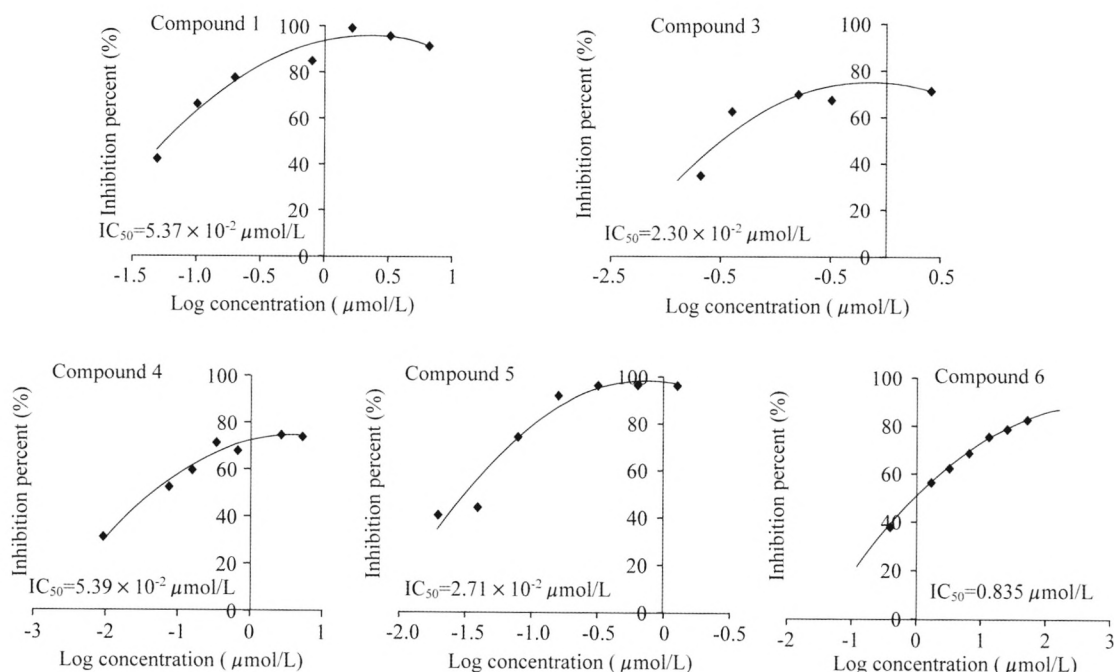 Compound 1
Inhibition percent (%)
100
80
60
40
20
0
IC₅₀=5.37 × 10⁻² μmol/L
-1.5
-1.0
-0.5
0
0.5
1
Log concentration ( μmol/L)
Compound 3
Inhibition percent (%)
100
80
60
40
20
0
IC₅₀=2.30 × 10⁻² μmol/L
-2.5
-1.5
-0.5
0.5
Log concentration ( μmol/L)
Compound 4
Inhibition percent (%)
100
80
60
40
20
0
IC₅₀=5.39 × 10⁻² μmol/L
-3
-2
-1
0
1
Log concentration ( μmol/L)
Compound 5
Inhibition percent (%)
100
80
60
40
20
0
IC₅₀=2.71 × 10⁻² μmol/L
-2.0
-1.5
-1.0
-0.5
0
-0.5
Log concentration ( μmol/L)
Compound 6
Inhibition percent (%)
100
80
60
40
20
0
IC₅₀=0.835 μmol/L
-2
-1
0
1
2
3
Log concentration ( μmol/L)